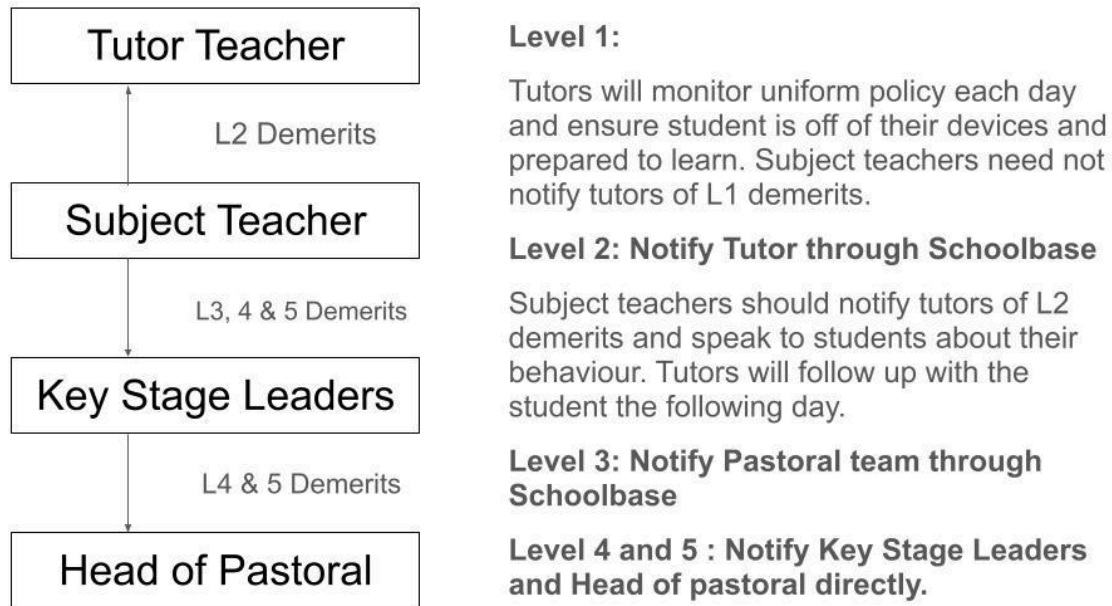 Tutor Teacher
L2 Demerits
Subject Teacher
L3, 4 & 5 Demerits
Key Stage Leaders
L4 & 5 Demerits
Head of Pastoral
Level 1:
Tutors will monitor uniform policy each day
and ensure student is off of their devices and
prepared to learn. Subject teachers need not
notify tutors of L1 demerits.
Level 2: Notify Tutor through Schoolbase
Subject teachers should notify tutors of L2
demerits and speak to students about their
behaviour. Tutors will follow up with the
student the following day.
Level 3: Notify Pastoral team through
Schoolbase
Level 4 and 5 : Notify Key Stage Leaders
and Head of pastoral directly.